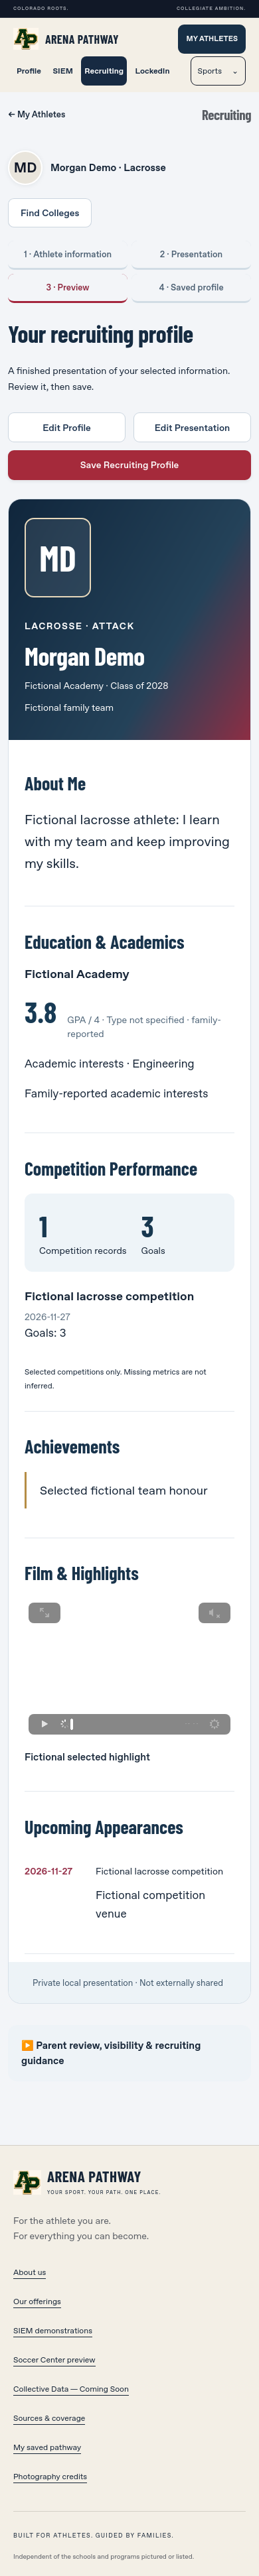 COLORADO ROOTS.
COLLEGIATE AMBITION.
AP
ARENA PATHWAY
MY ATHLETES
Profile
SIEM
Recruiting
LockedIn
Sports
← My Athletes
Recruiting
MD
Morgan Demo · Lacrosse
Find Colleges
1 · Athlete information
2 · Presentation
3 · Preview
4 · Saved profile
Your recruiting profile
A finished presentation of your selected information.
Review it, then save.
Edit Profile
Edit Presentation
Save Recruiting Profile
MD
LACROSSE · ATTACK
Morgan Demo
Fictional Academy · Class of 2028
Fictional family team
About Me
Fictional lacrosse athlete: I learn
with my team and keep improving
my skills.
Education & Academics
Fictional Academy
3.8
GPA / 4 · Type not specified · family-
reported
Academic interests · Engineering
Family-reported academic interests
Competition Performance
1
Competition records
3
Goals
Fictional lacrosse competition
2026-11-27
Goals: 3
Selected competitions only. Missing metrics are not
inferred.
Achievements
Selected fictional team honour
Film & Highlights
Fictional selected highlight
Upcoming Appearances
2026-11-27
Fictional lacrosse competition
Fictional competition
venue
Private local presentation · Not externally shared
Parent review, visibility & recruiting
guidance
AP
ARENA PATHWAY
YOUR SPORT. YOUR PATH. ONE PLACE.
For the athlete you are.
For everything you can become.
About us
Our offerings
SIEM demonstrations
Soccer Center preview
Collective Data — Coming Soon
Sources & coverage
My saved pathway
Photography credits
BUILT FOR ATHLETES. GUIDED BY FAMILIES.
Independent of the schools and programs pictured or listed.